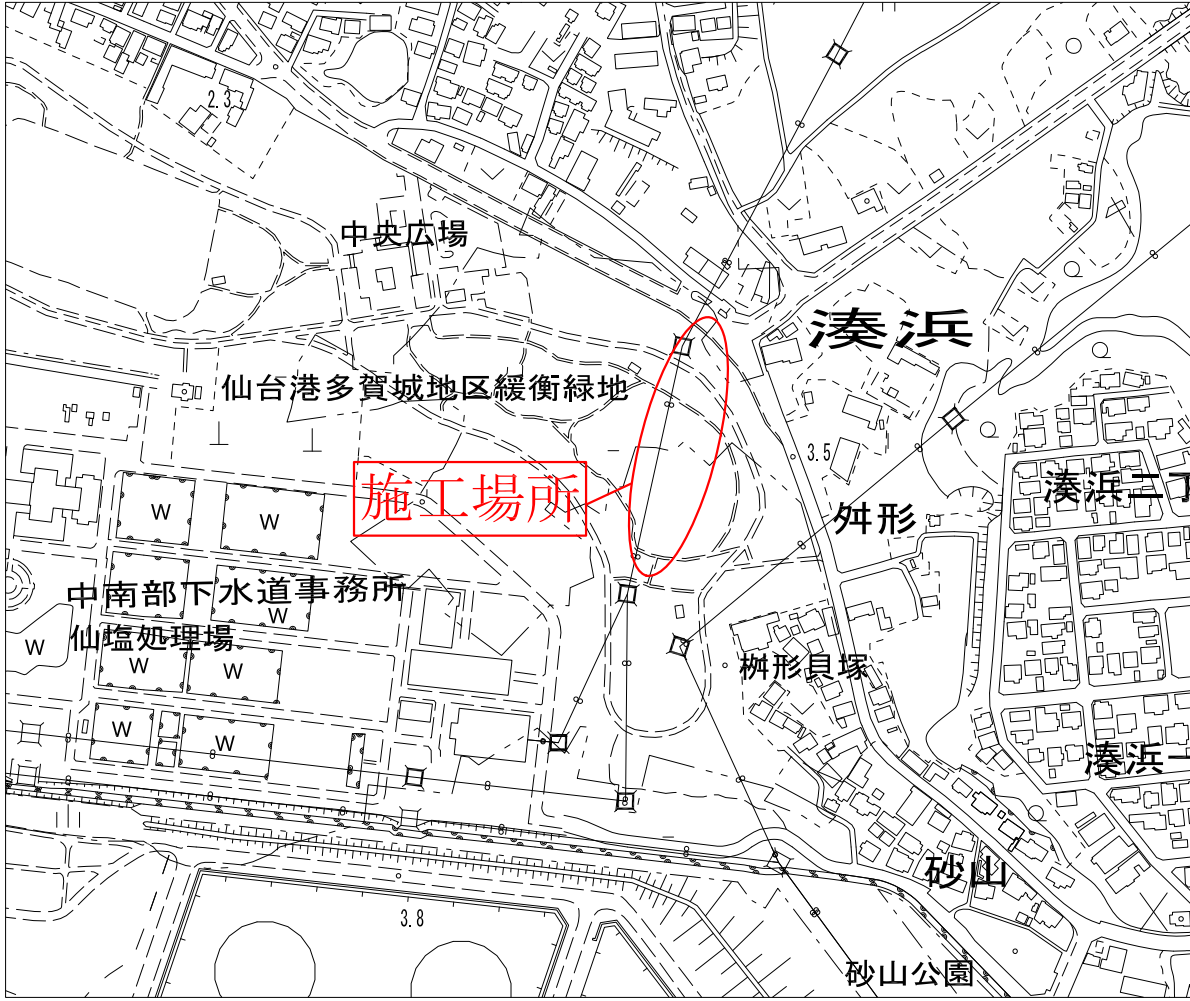 2.3
中央広場
湊浜
仙台港多賀城地区緩衝緑地
3.5
施工場所
湊浜二丁
舛形
W
W
中南部下水道事務所
W
仙塩処理場
W
W
W
桝形貝塚
W
W
湊浜一
砂山
3.8
砂山公園